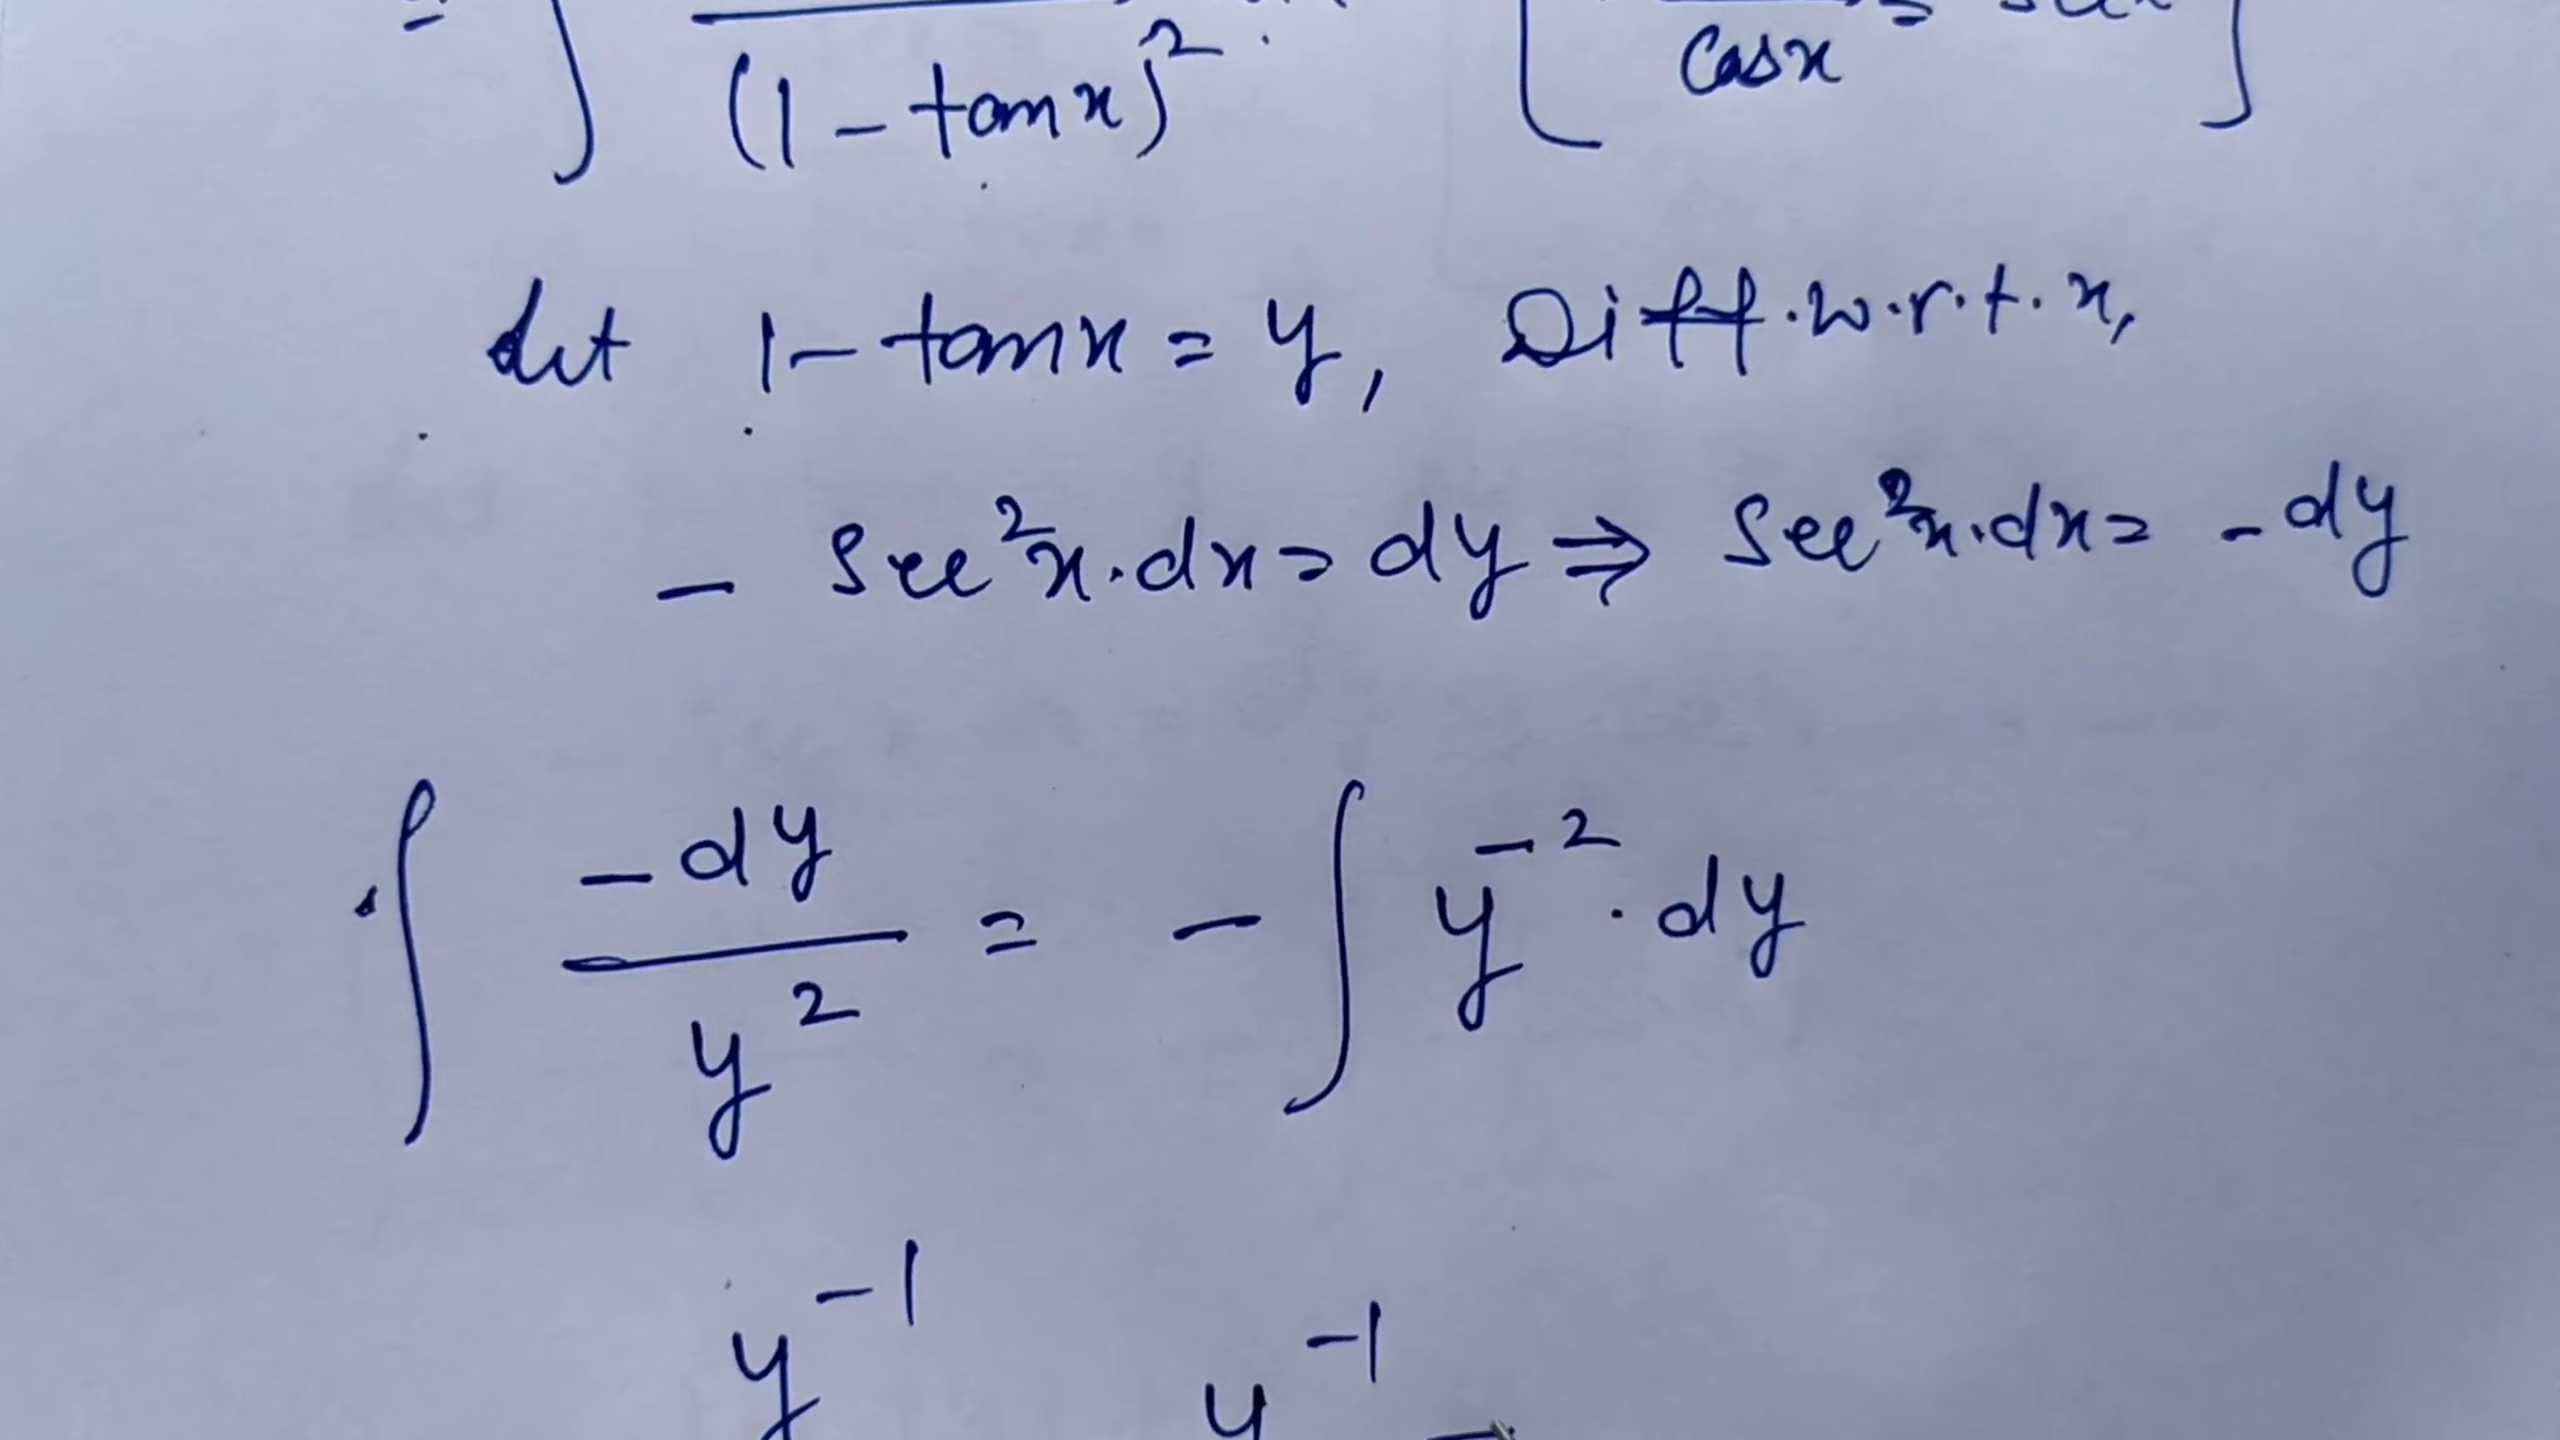 = ∫ (1 - tan x)² [ cos x = ]
Let 1 - tan x = y, Diff. w.r.t. x,
- Sec²x.dx = dy ⇒ Sec²x.dx = - dy
∫ -dy / y² = - ∫ y⁻² . dy
y⁻¹ y⁻¹